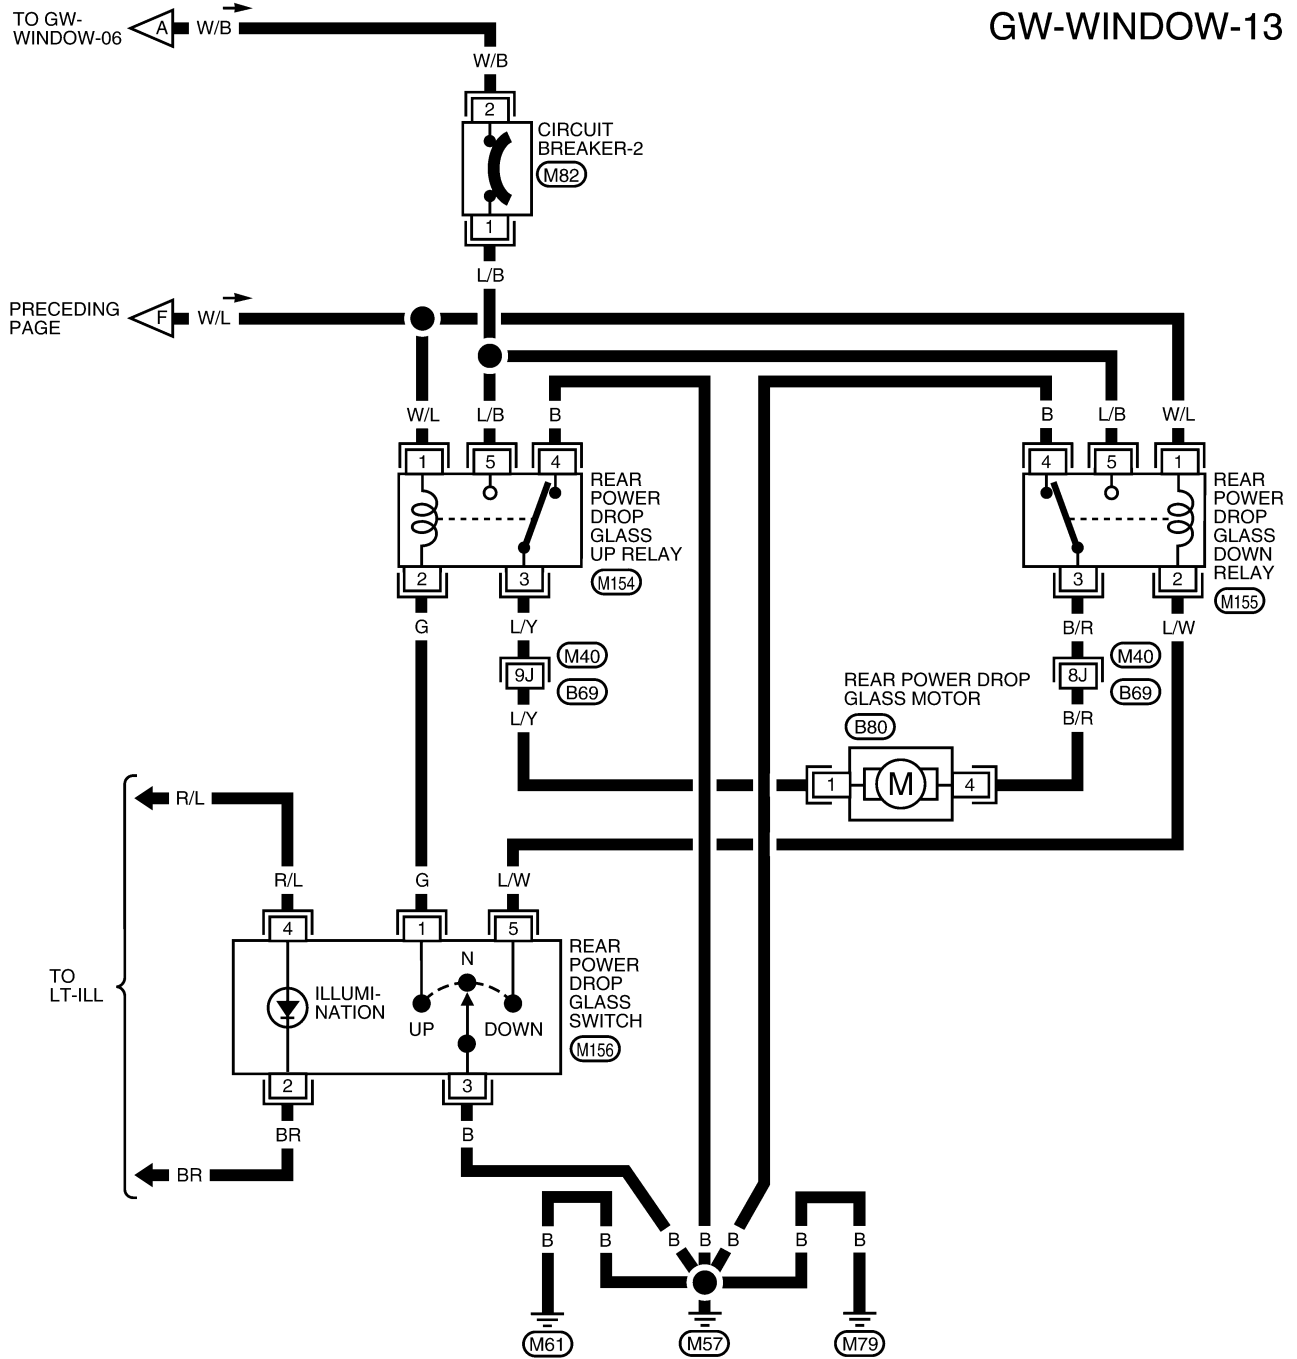 GW-WINDOW-13
TO GW-
WINDOW-06
A
W/B
W/B
2
CIRCUIT
BREAKER-2
M82
1
L/B
PRECEDING
PAGE
F
W/L
W/L
L/B
B
B
L/B
W/L
1
5
4
4
5
1
REAR
POWER
DROP
GLASS
UP RELAY
M154
REAR
POWER
DROP
GLASS
DOWN
RELAY
M155
2
3
3
2
G
L/Y
B/R
L/W
9J
M40
B69
8J
M40
B69
L/Y
B/R
REAR POWER DROP
GLASS MOTOR
B80
1
M
4
R/L
R/L
G
L/W
4
1
5
TO
LT-ILL
ILLUMI-
NATION
N
UP
DOWN
REAR
POWER
DROP
GLASS
SWITCH
M156
2
3
BR
B
BR
B
B
B
B
B
B
B
M61
M57
M79